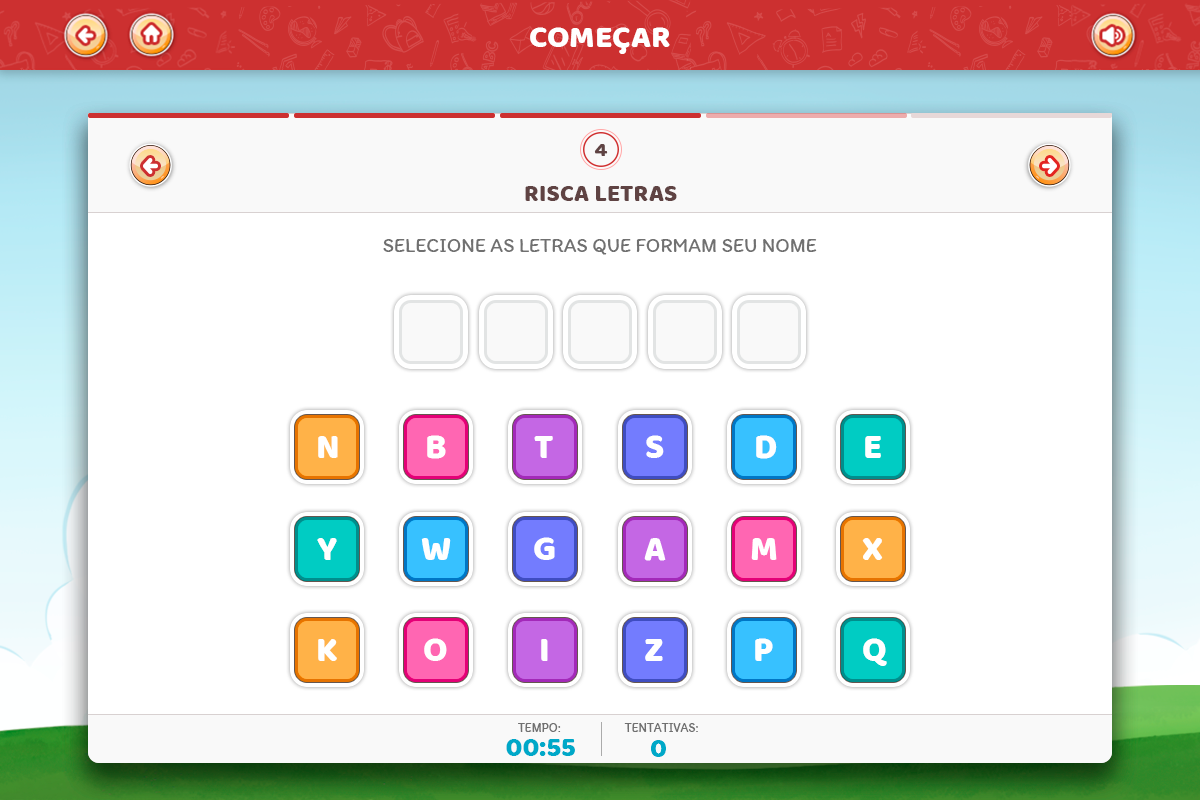 COMEÇAR
4
RISCA LETRAS
SELECIONE AS LETRAS QUE FORMAM SEU NOME
N B T S D E
Y W G A M X
K O I Z P Q
TEMPO: TENTATIVAS:
00:55 0